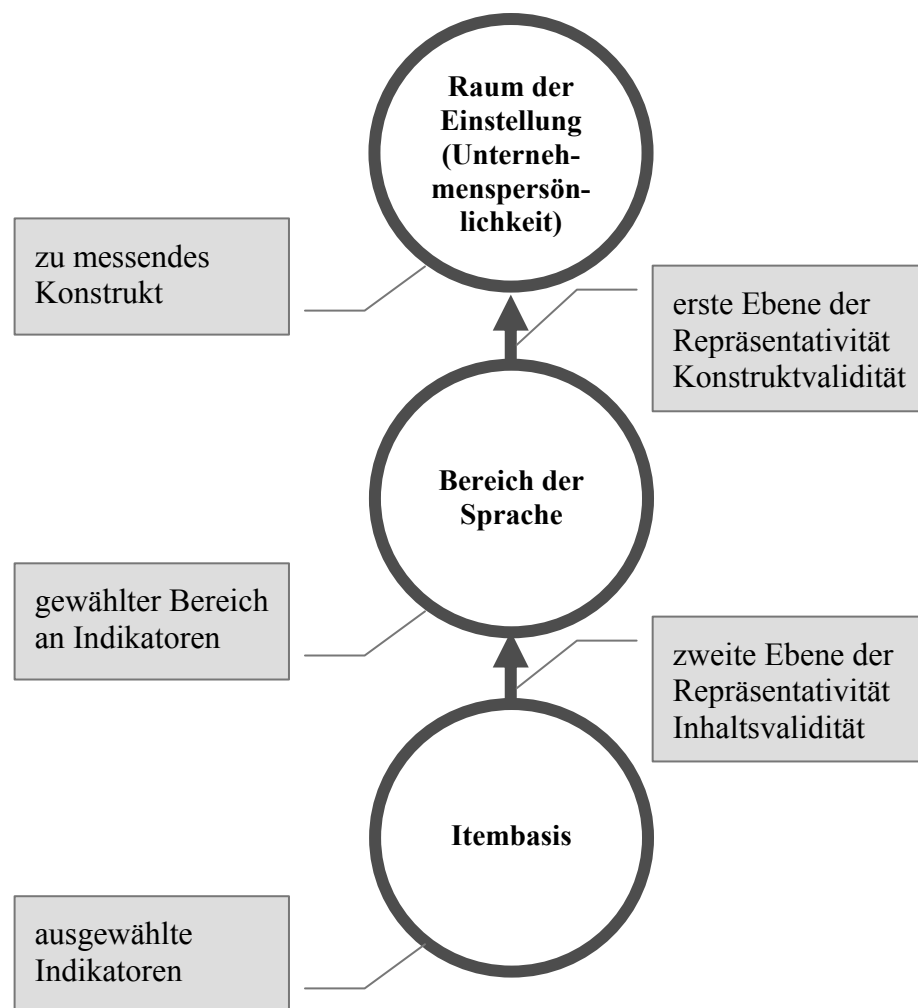 Raum der
Einstellung
(Unterneh-
menspersön-
lichkeit)
zu messendes
Konstrukt
erste Ebene der
Repräsentativität
Konstruktvalidität
Bereich der
Sprache
gewählter Bereich
an Indikatoren
zweite Ebene der
Repräsentativität
Inhaltsvalidität
Itembasis
ausgewählte
Indikatoren